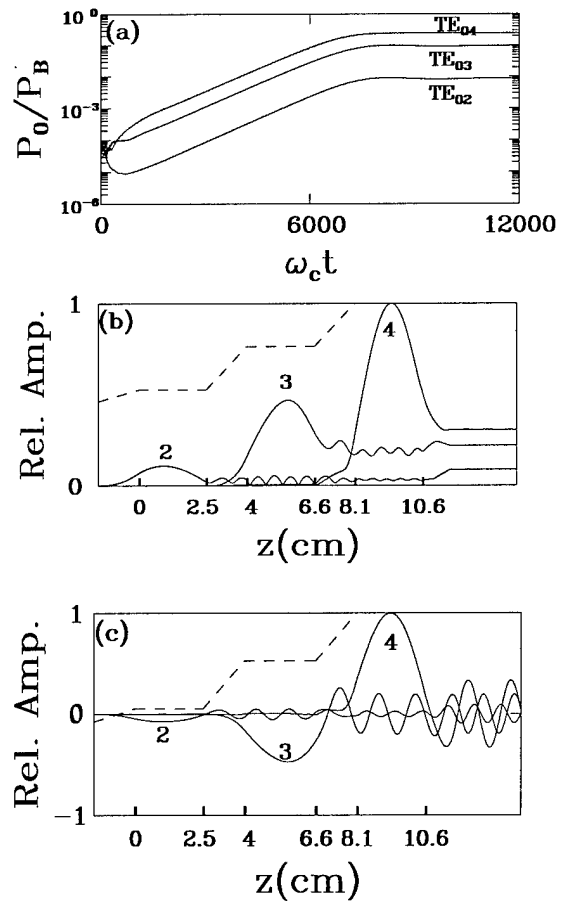 (a)
P₀/P_B
10⁰
10⁻³
10⁻⁶
TE₀₄
TE₀₃
TE₀₂
0 6000 12000
ω_c t
(b)
Rel. Amp.
1
0
2
3
4
0 2.5 4 6.6 8.1 10.6
z(cm)
(c)
Rel. Amp.
1
0
−1
2
3
4
0 2.5 4 6.6 8.1 10.6
z(cm)